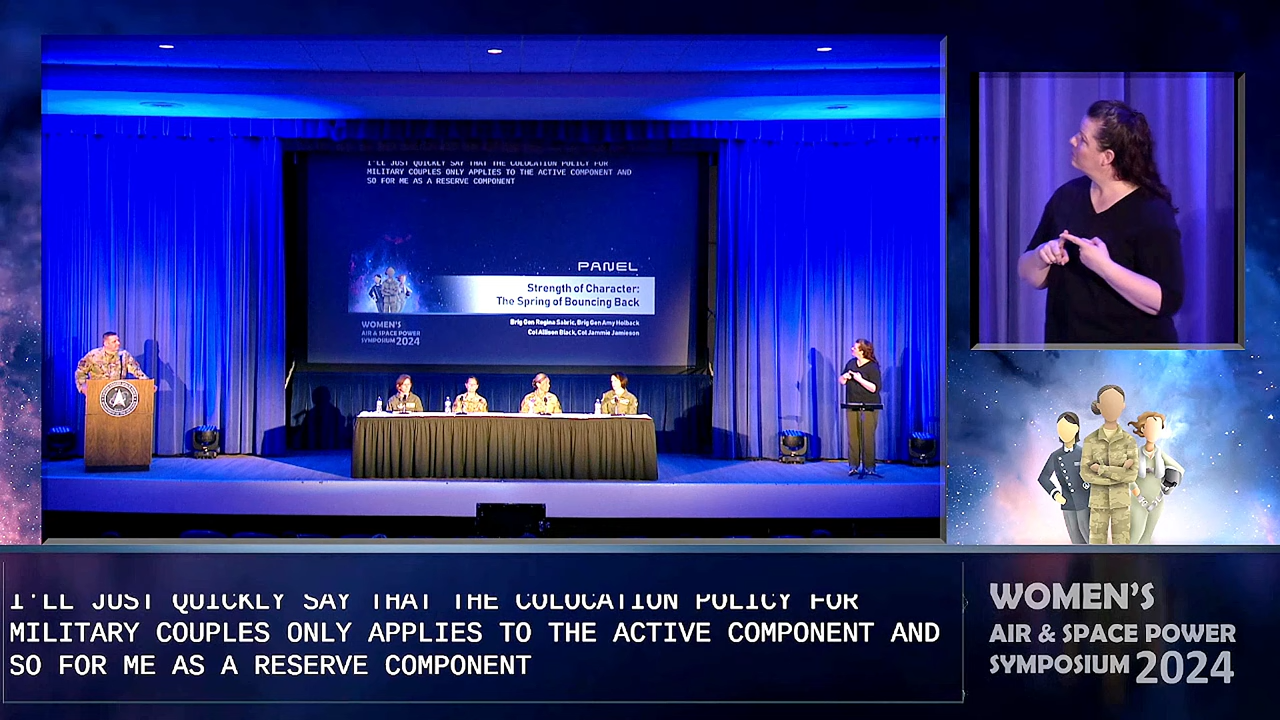 I'LL JUST QUICKLY SAY THAT THE COLOCATION POLICY FOR
MILITARY COUPLES ONLY APPLIES TO THE ACTIVE COMPONENT AND
SO FOR ME AS A RESERVE COMPONENT
PANEL
Strength of Character:
The Spring of Bouncing Back
Brig Gen Regina Sabric, Brig Gen Amy Holbeck
Col Allison Black, Col Jammie Jamieson
WOMEN'S
AIR & SPACE POWER
SYMPOSIUM 2024
I'LL JUST QUICKLY SAY THAT THE COLOCATION POLICY FOR
MILITARY COUPLES ONLY APPLIES TO THE ACTIVE COMPONENT AND
SO FOR ME AS A RESERVE COMPONENT
WOMEN'S
AIR & SPACE POWER
SYMPOSIUM 2024